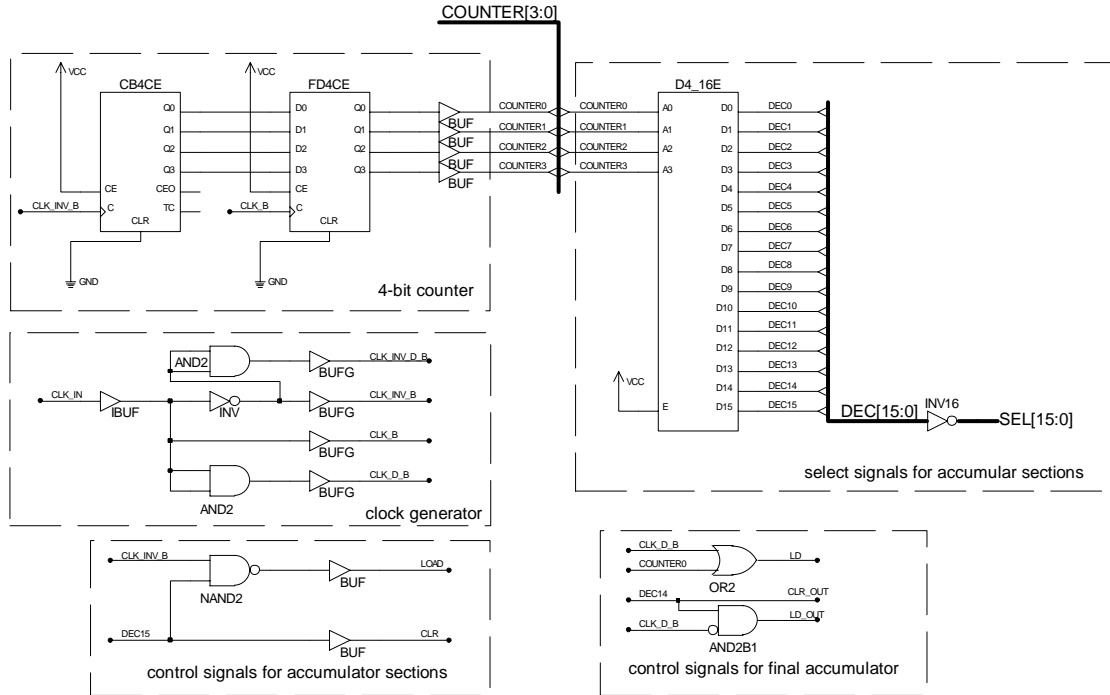 COUNTER[3:0]
VCC
CB4CE
Q0
Q1
Q2
Q3
CE
CEO
CLK_INV_B
C
TC
CLR
GND
VCC
FD4CE
D0 Q0
D1 Q1
D2 Q2
D3 Q3
CE
CLK_B
C
CLR
GND
BUF
BUF
BUF
BUF
COUNTER0
COUNTER1
COUNTER2
COUNTER3
4-bit counter
COUNTER0
COUNTER1
COUNTER2
COUNTER3
D4_16E
A0
A1
A2
A3
VCC
E
D0 DEC0
D1 DEC1
D2 DEC2
D3 DEC3
D4 DEC4
D5 DEC5
D6 DEC6
D7 DEC7
D8 DEC8
D9 DEC9
D10 DEC10
D11 DEC11
D12 DEC12
D13 DEC13
D14 DEC14
D15 DEC15
DEC[15:0]
INV16
SEL[15:0]
select signals for accumular sections
AND2
BUFG
CLK_INV_D_B
CLK_IN
IBUF
INV
BUFG
CLK_INV_B
BUFG
CLK_B
AND2
BUFG
CLK_D_B
clock generator
CLK_INV_B
NAND2
BUF
LOAD
DEC15
BUF
CLR
control signals for accumulator sections
CLK_D_B
COUNTER0
OR2
LD
DEC14
CLR_OUT
CLK_D_B
AND2B1
LD_OUT
control signals for final accumulator